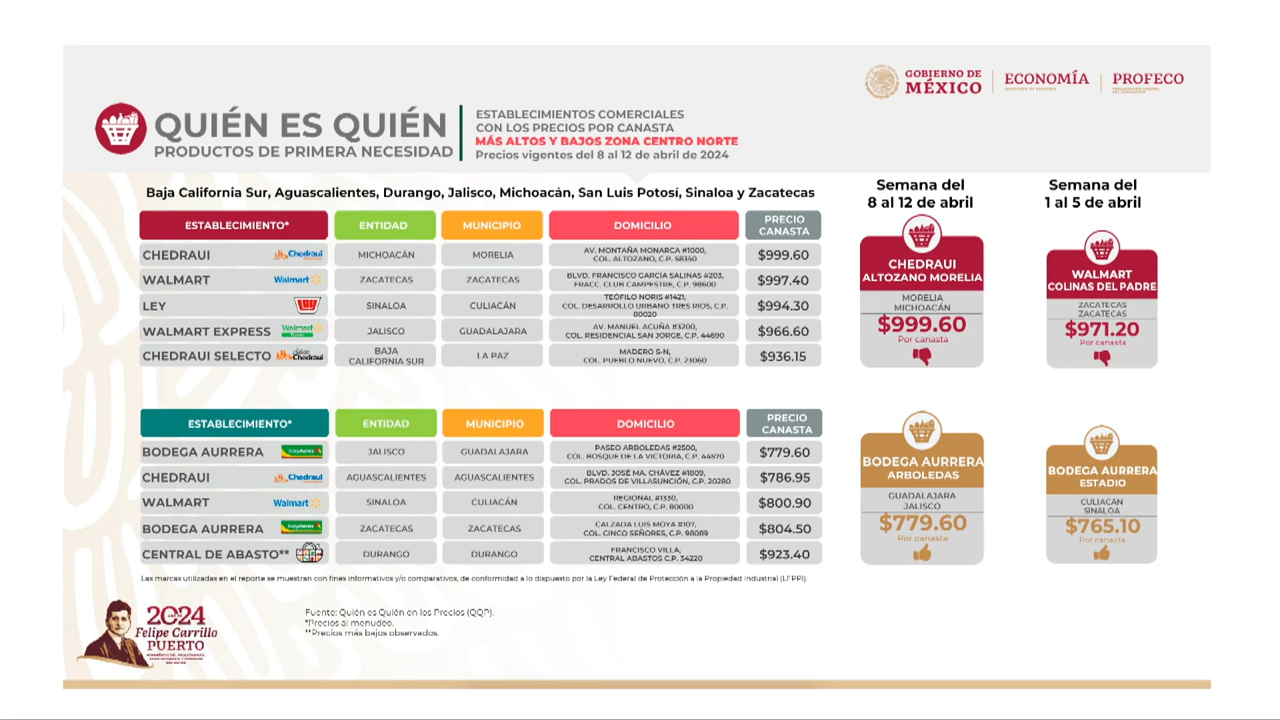 GOBIERNO DE
MÉXICO
ECONOMÍA
PROFECO
QUIÉN ES QUIÉN
PRODUCTOS DE PRIMERA NECESIDAD
ESTABLECIMIENTOS COMERCIALES
CON LOS PRECIOS POR CANASTA
MÁS ALTOS Y BAJOS ZONA CENTRO NORTE
Precios vigentes del 8 al 12 de abril de 2024
Baja California Sur, Aguascalientes, Durango, Jalisco, Michoacán, San Luis Potosí, Sinaloa y Zacatecas
ESTABLECIMIENTO* ENTIDAD MUNICIPIO DOMICILIO PRECIO CANASTA
CHEDRAUI Chedraui MICHOACÁN MORELIA AV. MONTAÑA MONARCA #1000, COL. ALTOZANO, C.P. 58350 $999.60
WALMART Walmart ZACATECAS ZACATECAS BLVD. FRANCISCO GARCIA SALINAS #203, FRACC. CLUB CAMPESTRE, C.P. 98600 $997.40
LEY Ley SINALOA CULIACÁN TEÓFILO NORIS #1421, COL. DESARROLLO URBANO TRES RIOS, C.P. 80020 $994.30
WALMART EXPRESS Walmart JALISCO GUADALAJARA AV. MANUEL ACUÑA #3200, COL. RESIDENCIAL SAN JORGE, C.P. 44690 $966.60
CHEDRAUI SELECTO Selecto Chedraui BAJA CALIFORNIA SUR LA PAZ MADERO S-N, COL. PUEBLO NUEVO, C.P. 23060 $936.15
ESTABLECIMIENTO* ENTIDAD MUNICIPIO DOMICILIO PRECIO CANASTA
BODEGA AURRERA JALISCO GUADALAJARA PASEO ARBOLEDAS #2500, COL. BOSQUE DE LA VICTORIA, C.P. 44870 $779.60
CHEDRAUI Chedraui AGUASCALIENTES AGUASCALIENTES BLVD. JOSÉ MA. CHÁVEZ #1809, COL. PRADOS DE VILLASUNCIÓN, C.P. 20280 $786.95
WALMART Walmart SINALOA CULIACÁN REGIONAL #1330, COL. CENTRO, C.P. 80000 $800.90
BODEGA AURRERA ZACATECAS ZACATECAS CALZADA LUIS MOYA #107, COL. CINCO SEÑORES, C.P. 98089 $804.50
CENTRAL DE ABASTO** DURANGO DURANGO FRANCISCO VILLA, CENTRAL ABASTOS C.P. 34220 $923.40
Semana del
8 al 12 de abril
CHEDRAUI
ALTOZANO MORELIA
MORELIA
MICHOACÁN
$999.60
Por canasta
BODEGA AURRERA
ARBOLEDAS
GUADALAJARA
JALISCO
$779.60
Por canasta
Semana del
1 al 5 de abril
WALMART
COLINAS DEL PADRE
ZACATECAS
ZACATECAS
$971.20
Por canasta
BODEGA AURRERA
ESTADIO
CULIACÁN
SINALOA
$765.10
Por canasta
Las marcas utilizadas en el reporte se muestran con fines informativos y/o comparativos, de conformidad a lo dispuesto por la Ley Federal de Protección a la Propiedad Industrial (LFPPI).
2024
Felipe Carrillo
PUERTO
Fuente: Quién es Quién en los Precios (QQP).
*Precios al menudeo.
**Precios más bajos observados.